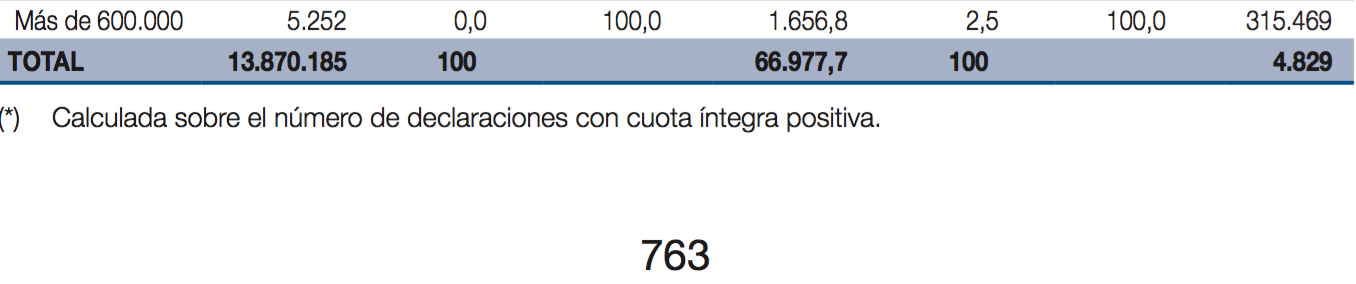 Más de 600.000 5.252 0,0 100,0 1.656,8 2,5 100,0 315.469
TOTAL 13.870.185 100 66.977,7 100 4.829
(*) Calculada sobre el número de declaraciones con cuota íntegra positiva.
763